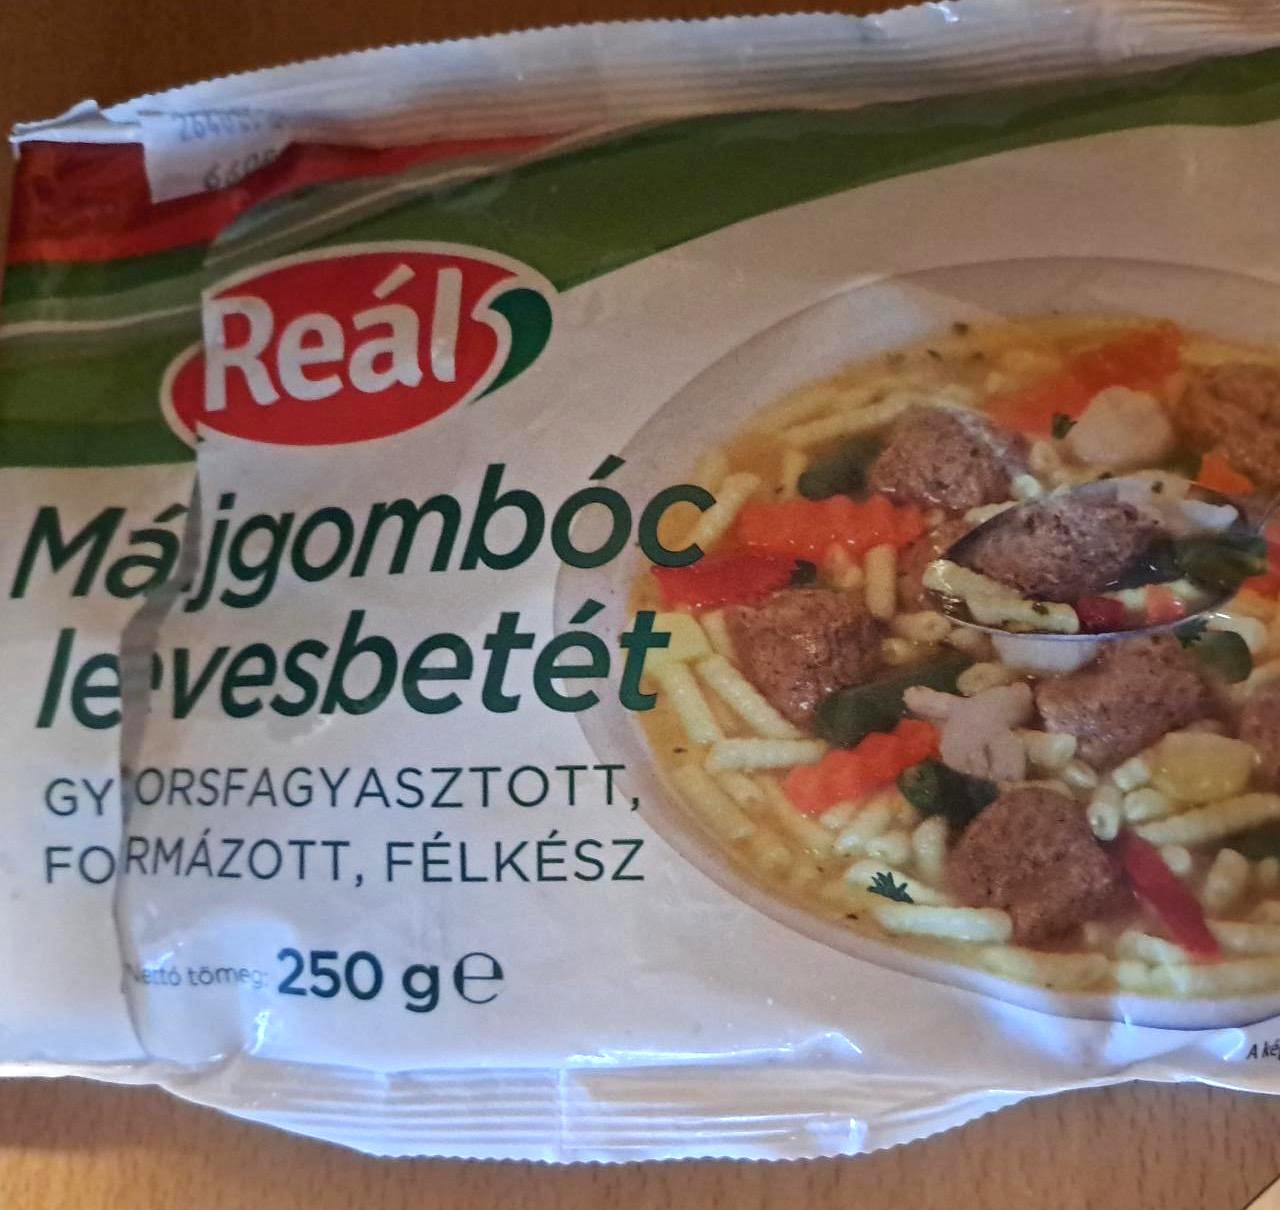 Reál
Májgombóc
levesbetét
GYORSFAGYASZTOTT,
FORMÁZOTT, FÉLKÉSZ
Nettó tömeg: 250 g e